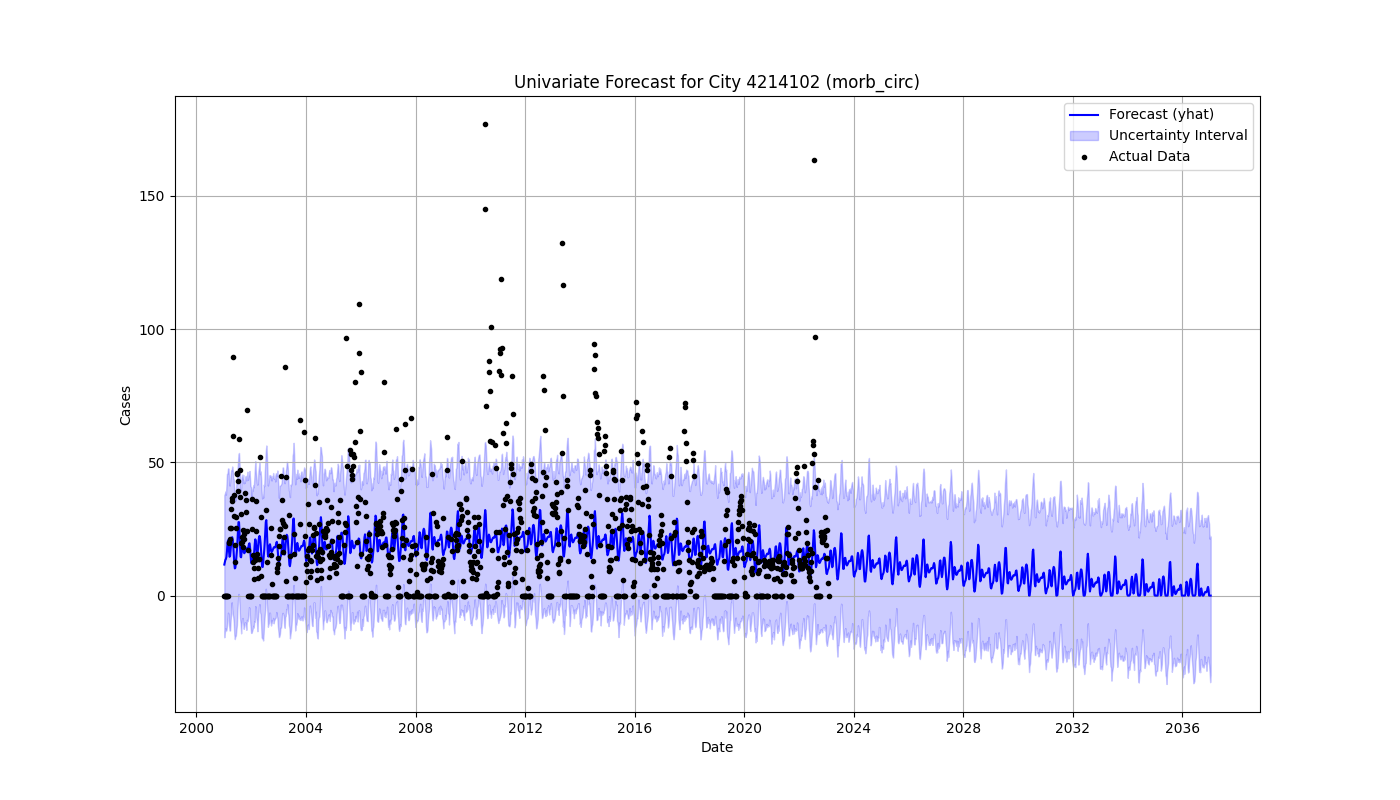 Univariate Forecast for City 4214102 (morb_circ)
Forecast (yhat)
Uncertainty Interval
Actual Data
Cases
150
100
50
0
2000 2004 2008 2012 2016 2020 2024 2028 2032 2036
Date